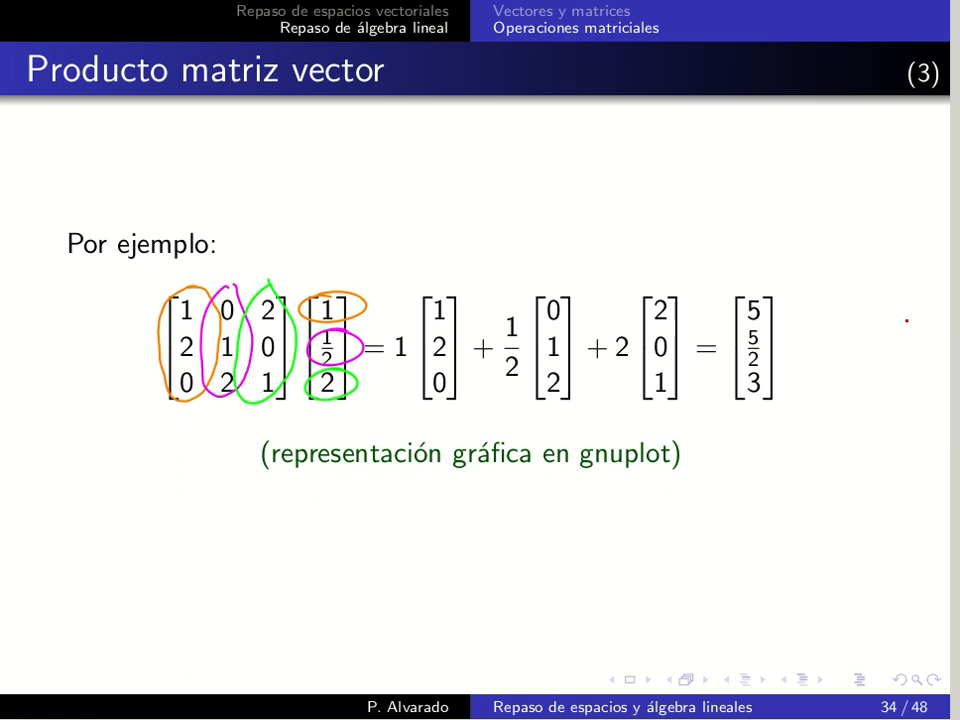 Repaso de espacios vectoriales Vectores y matrices
Repaso de álgebra lineal Operaciones matriciales
Producto matriz vector (3)
Por ejemplo:
[1 0 2; 2 1 0; 0 2 1] [1; 1/2; 2] = 1 [1; 2; 0] + 1/2 [0; 1; 2] + 2 [2; 0; 1] = [5; 5/2; 3]
(representación gráfica en gnuplot)
P. Alvarado Repaso de espacios y álgebra lineales 34 / 48